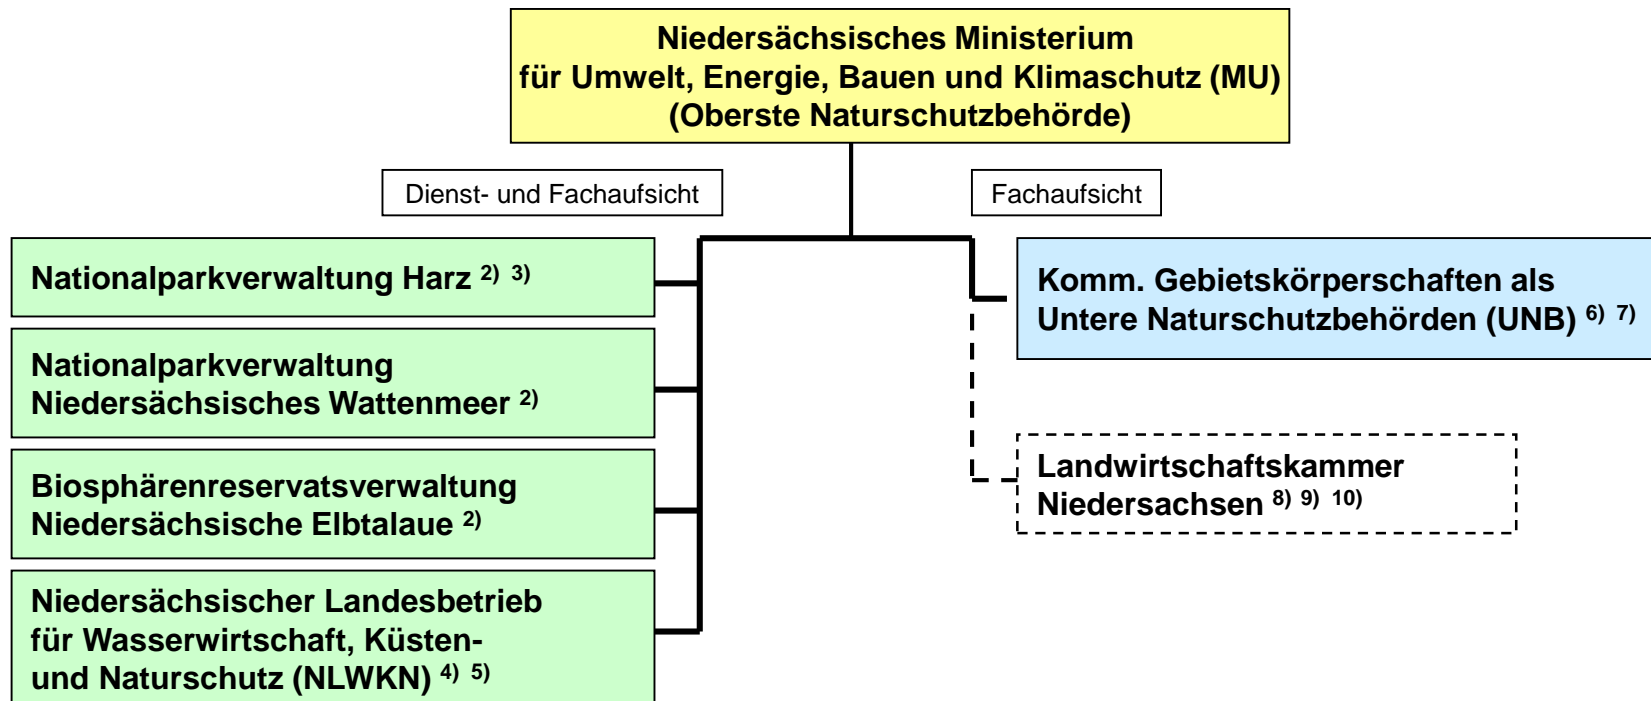 Niedersächsisches Ministerium
für Umwelt, Energie, Bauen und Klimaschutz (MU)
(Oberste Naturschutzbehörde)
Dienst- und Fachaufsicht
Fachaufsicht
Nationalparkverwaltung Harz 2) 3)
Nationalparkverwaltung
Niedersächsisches Wattenmeer 2)
Biosphärenreservatsverwaltung
Niedersächsische Elbtalaue 2)
Niedersächsischer Landesbetrieb
für Wasserwirtschaft, Küsten-
und Naturschutz (NLWKN) 4) 5)
Komm. Gebietskörperschaften als
Untere Naturschutzbehörden (UNB) 6) 7)
Landwirtschaftskammer
Niedersachsen 8) 9) 10)